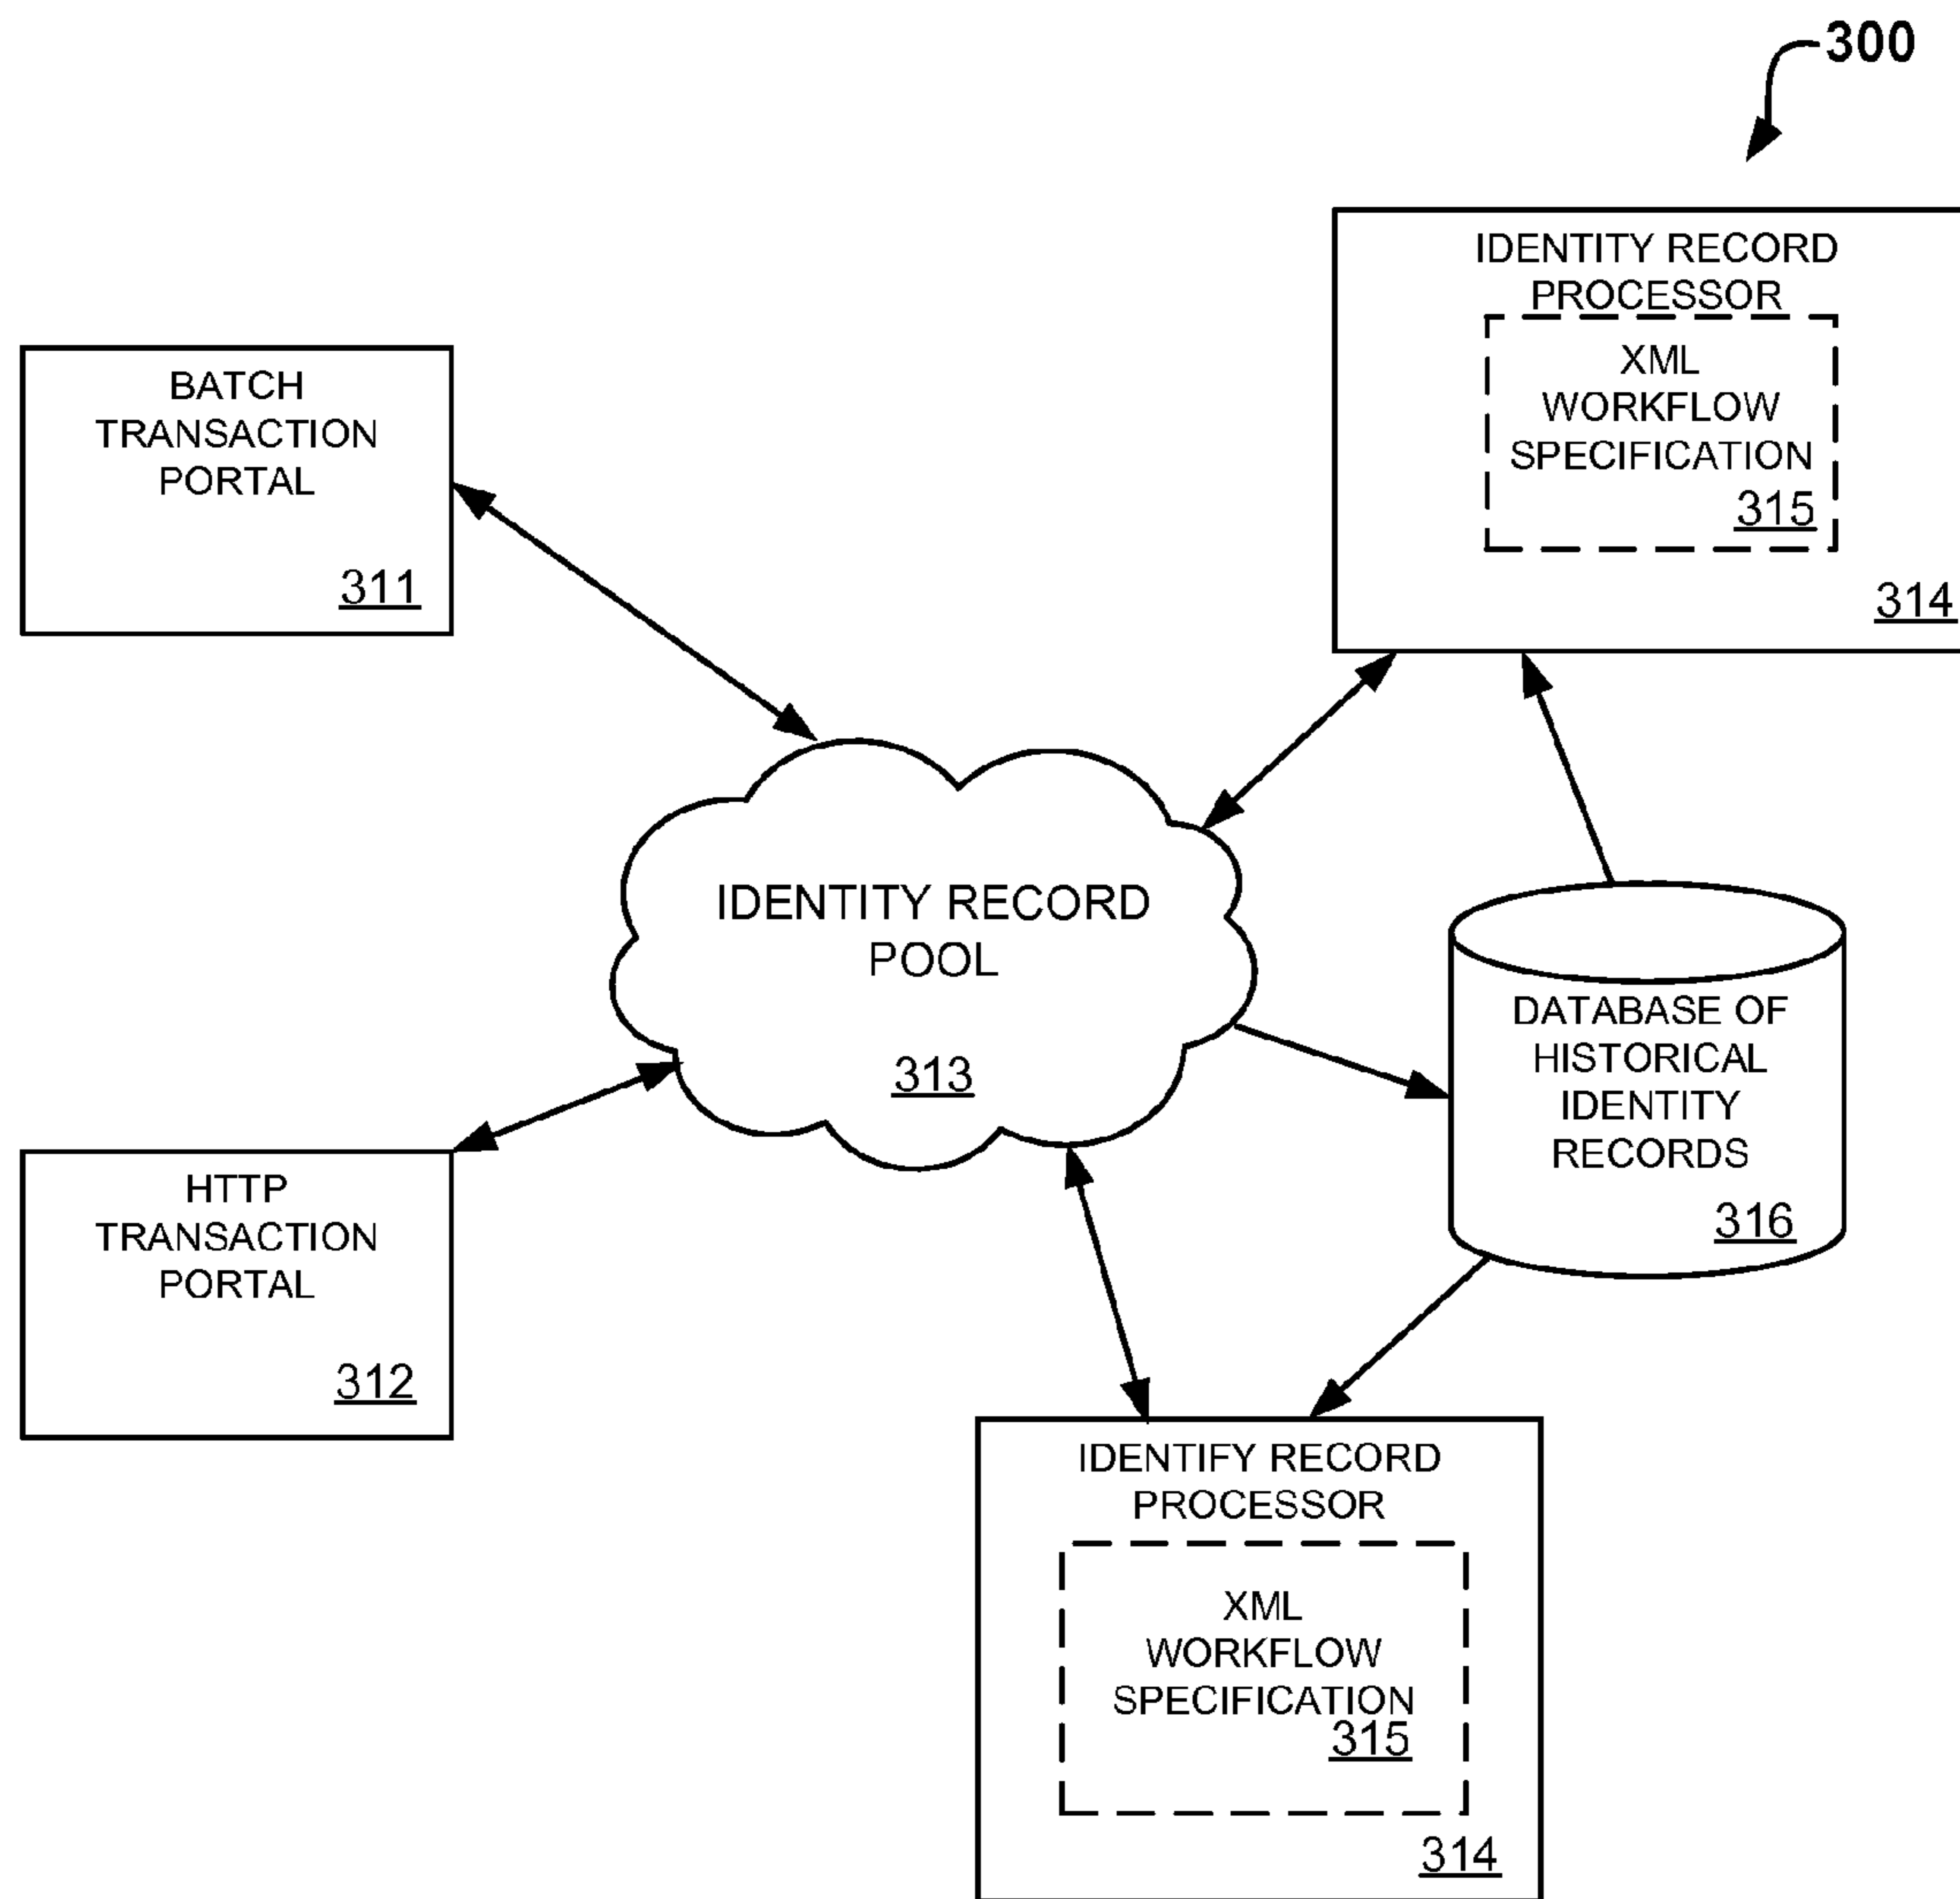 300
IDENTITY RECORD
PROCESSOR
XML
WORKFLOW
SPECIFICATION
315
314
BATCH
TRANSACTION
PORTAL
311
IDENTITY RECORD
POOL
313
DATABASE OF
HISTORICAL
IDENTITY
RECORDS
316
HTTP
TRANSACTION
PORTAL
312
IDENTIFY RECORD
PROCESSOR
XML
WORKFLOW
SPECIFICATION
315
314